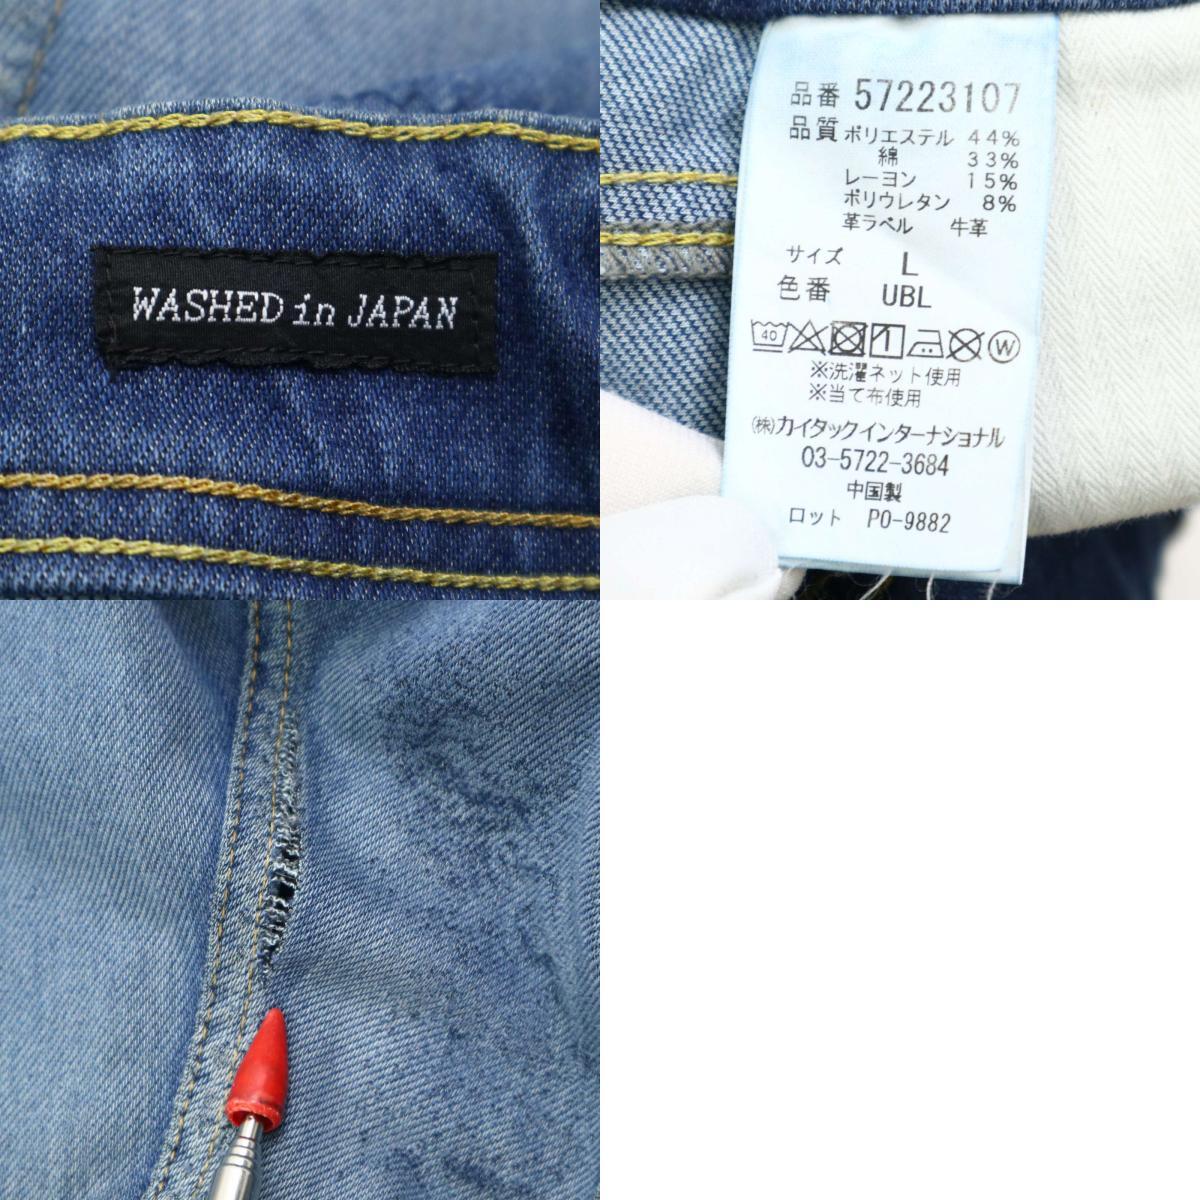 WASHED in JAPAN
品番 57223107
品質 ポリエステル 44%
綿 33%
レーヨン 15%
ポリウレタン 8%
革ラベル 牛革
サイズ L
色番 UBL
40 1 W
※洗濯ネット使用
※当て布使用
(株)カイタックインターナショナル
03-5722-3684
中国製
ロット PO-9882